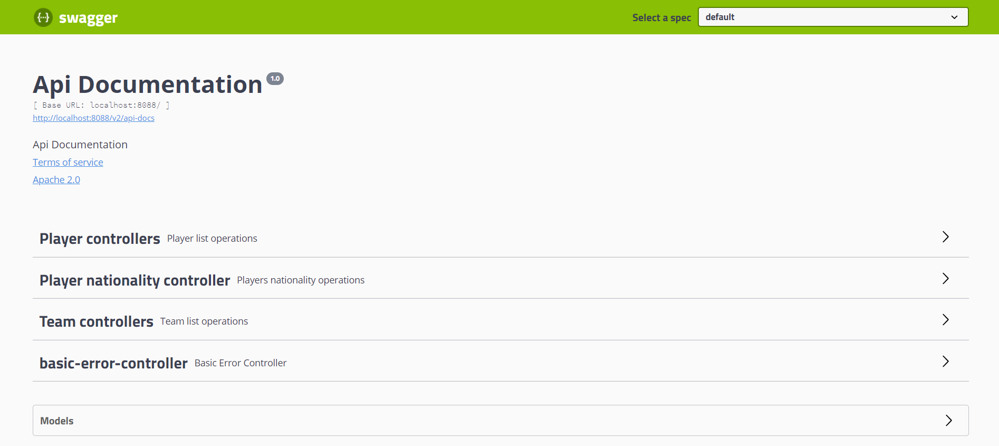 {···} swagger Select a spec default
Api Documentation 1.0
[ Base URL: localhost:8088/ ]
http://localhost:8088/v2/api-docs
Api Documentation
Terms of service
Apache 2.0
Player controllers Player list operations
Player nationality controller Players nationality operations
Team controllers Team list operations
basic-error-controller Basic Error Controller
Models